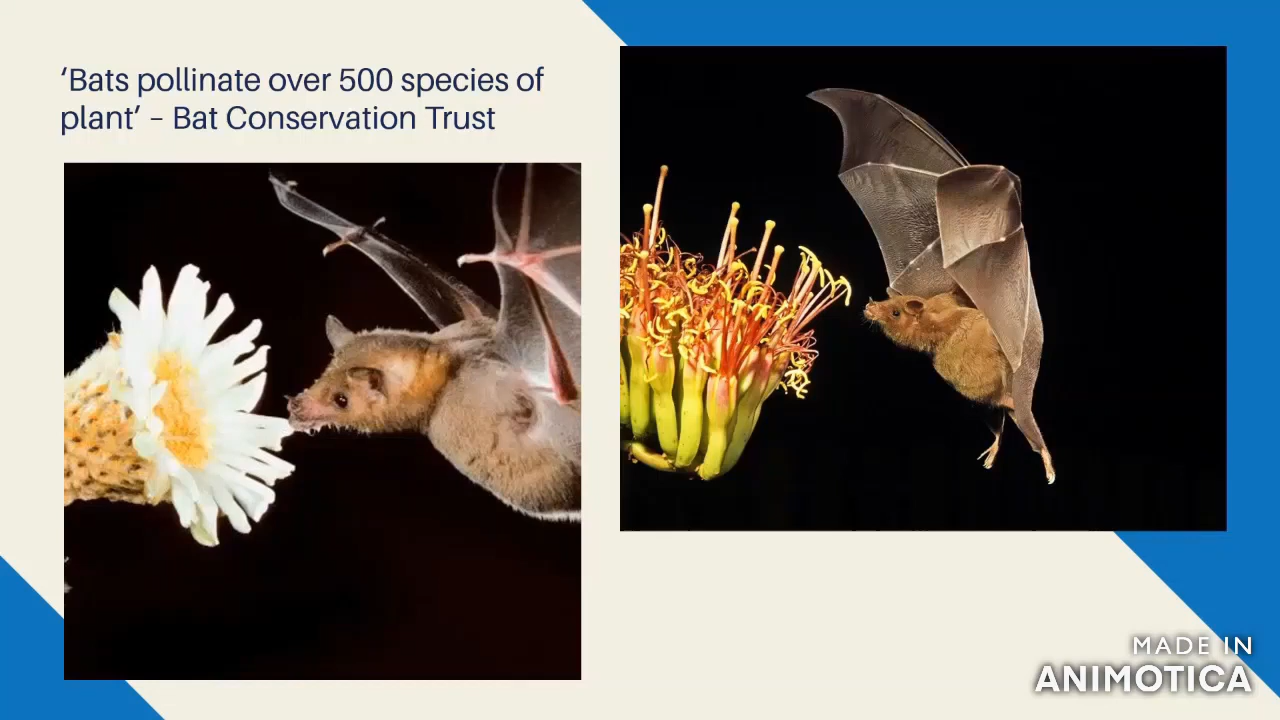 ‘Bats pollinate over 500 species of
plant’ – Bat Conservation Trust
MADE IN
ANIMOTICA